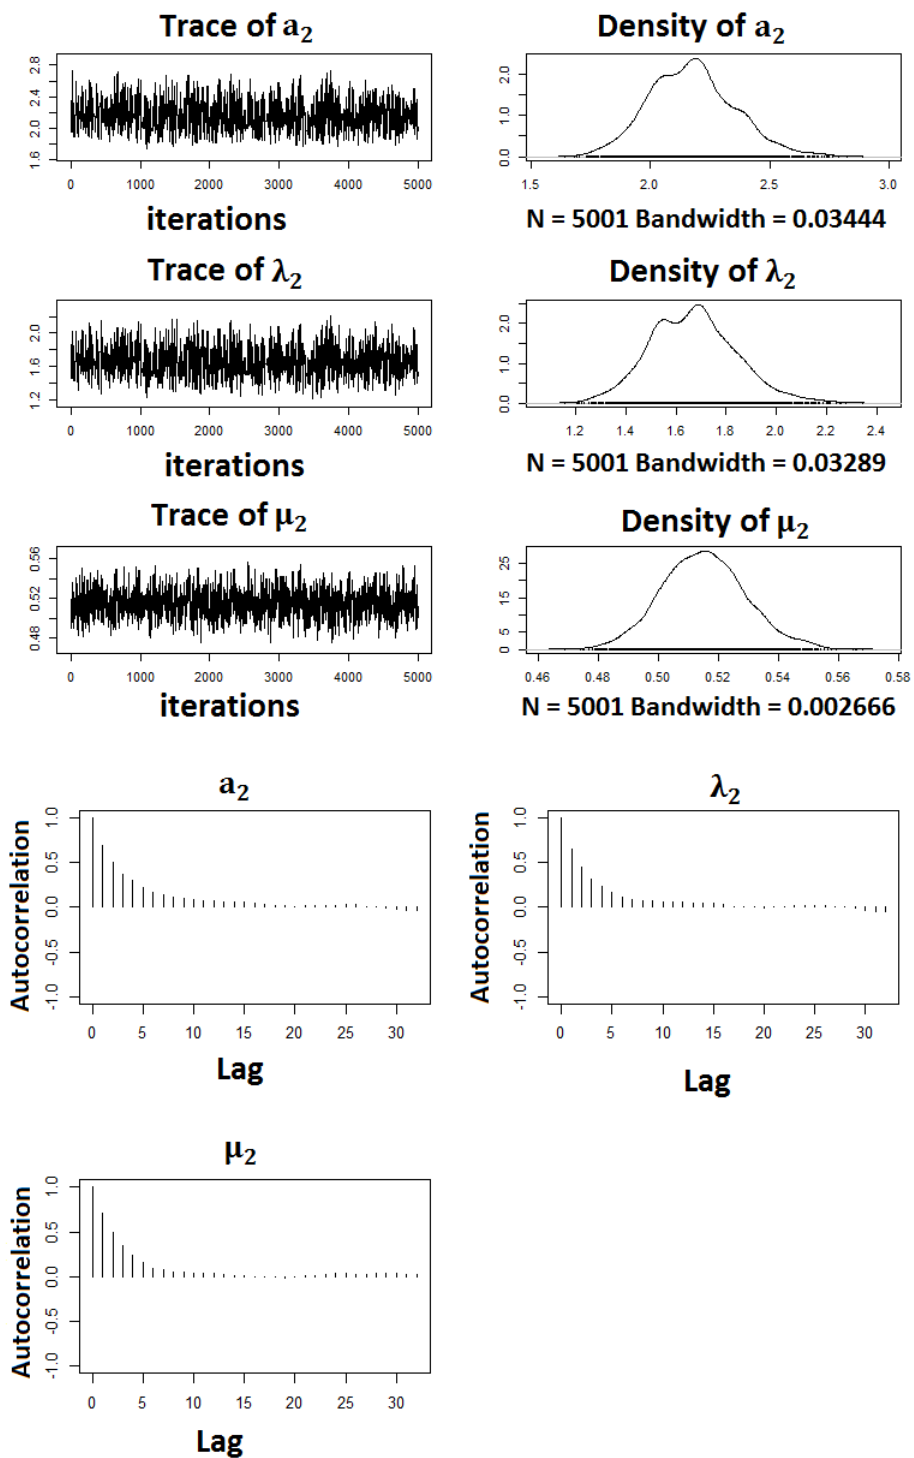 Trace of a₂
Density of a₂
1.6 2.0 2.4 2.8
0.0 1.0 2.0
0 1000 2000 3000 4000 5000
1.5 2.0 2.5 3.0
iterations
N = 5001 Bandwidth = 0.03444
Trace of λ₂
Density of λ₂
1.2 1.6 2.0
0.0 1.0 2.0
0 1000 2000 3000 4000 5000
1.2 1.4 1.6 1.8 2.0 2.2 2.4
iterations
N = 5001 Bandwidth = 0.03289
Trace of μ₂
Density of μ₂
0.48 0.52 0.56
0 5 15 25
0 1000 2000 3000 4000 5000
0.46 0.48 0.50 0.52 0.54 0.56 0.58
iterations
N = 5001 Bandwidth = 0.002666
a₂
λ₂
Autocorrelation
-1.0 -0.5 0.0 0.5 1.0
Autocorrelation
-1.0 -0.5 0.0 0.5 1.0
0 5 10 15 20 25 30
0 5 10 15 20 25 30
Lag
Lag
μ₂
Autocorrelation
-1.0 -0.5 0.0 0.5 1.0
0 5 10 15 20 25 30
Lag